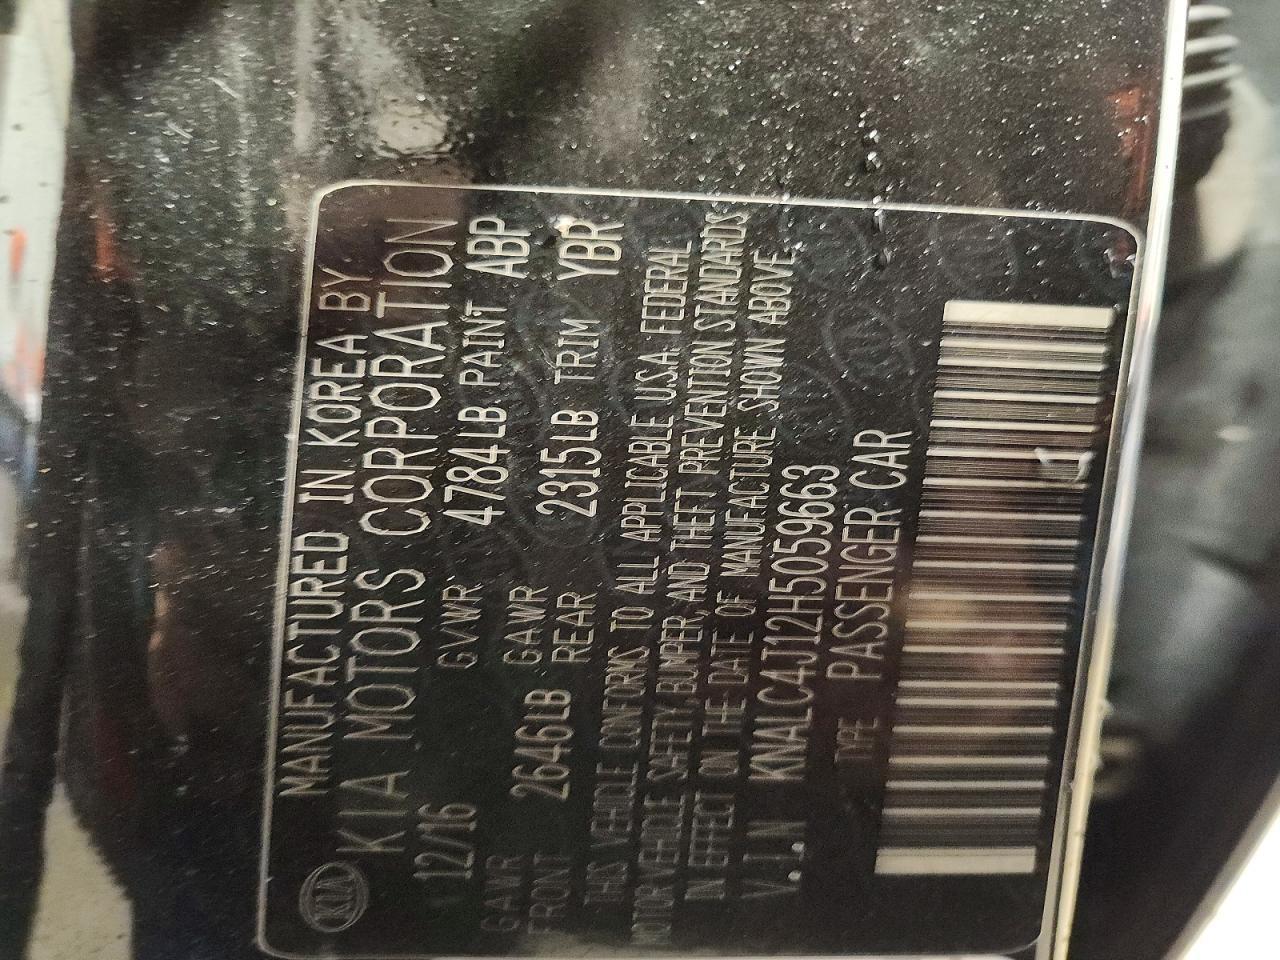 KIA
MANUFACTURED IN KOREA BY
KIA MOTORS CORPORATION
12/16 GVWR 4784LB PAINT ABP
GAWR FRONT 2646LB GAWR REAR 2315LB TRIM YBR
THIS VEHICLE CONFORMS TO ALL APPLICABLE U.S.A. FEDERAL
MOTOR VEHICLE SAFETY, BUMPER, AND THEFT PREVENTION STANDARDS
IN EFFECT ON THE DATE OF MANUFACTURE SHOWN ABOVE.
V.I.N KNALC4J12H5059663
TYPE PASSENGER CAR